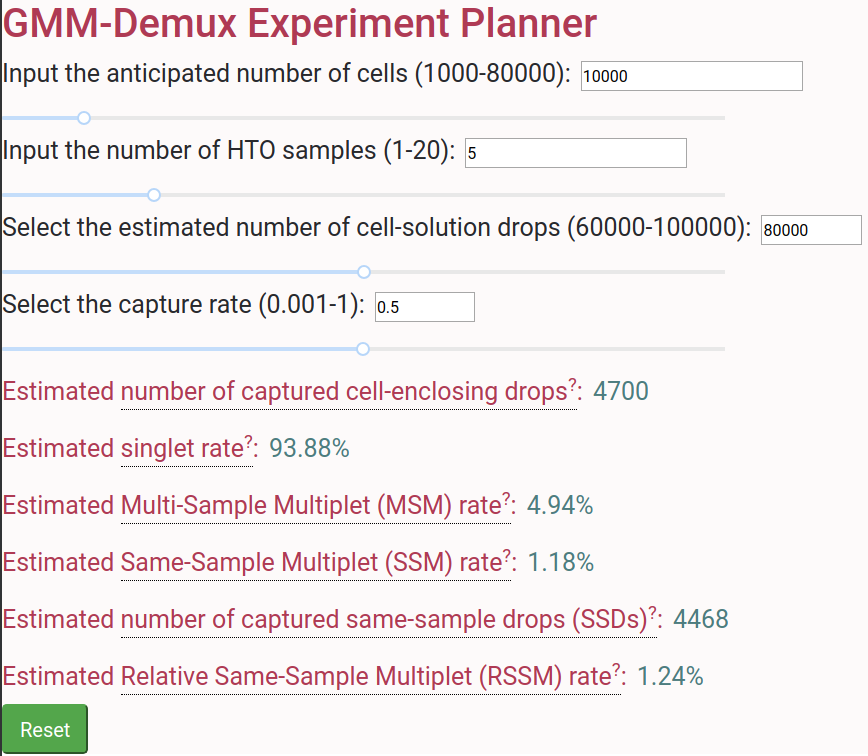 GMM-Demux Experiment Planner
Input the anticipated number of cells (1000-80000): 10000
Input the number of HTO samples (1-20): 5
Select the estimated number of cell-solution drops (60000-100000): 80000
Select the capture rate (0.001-1): 0.5
Estimated number of captured cell-enclosing drops?: 4700
Estimated singlet rate?: 93.88%
Estimated Multi-Sample Multiplet (MSM) rate?: 4.94%
Estimated Same-Sample Multiplet (SSM) rate?: 1.18%
Estimated number of captured same-sample drops (SSDs)?: 4468
Estimated Relative Same-Sample Multiplet (RSSM) rate?: 1.24%
Reset